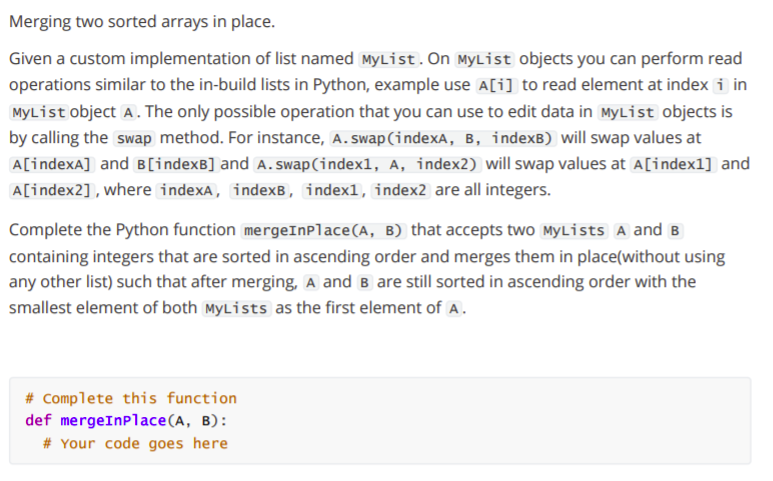 Merging two sorted arrays in place.
Given a custom implementation of list named MyList. On MyList objects you can perform read
operations similar to the in-build lists in Python, example use A[i] to read element at index i in
MyList object A. The only possible operation that you can use to edit data in MyList objects is
by calling the swap method. For instance, A.swap(indexA, B, indexB) will swap values at
A[indexA] and B[indexB] and A.swap(index1, A, index2) will swap values at A[index1] and
A[index2], where indexA, indexB, index1, index2 are all integers.
Complete the Python function mergeInPlace(A, B) that accepts two MyLists A and B
containing integers that are sorted in ascending order and merges them in place(without using
any other list) such that after merging, A and B are still sorted in ascending order with the
smallest element of both MyLists as the first element of A.
# Complete this function
def mergeInPlace(A, B):
# Your code goes here